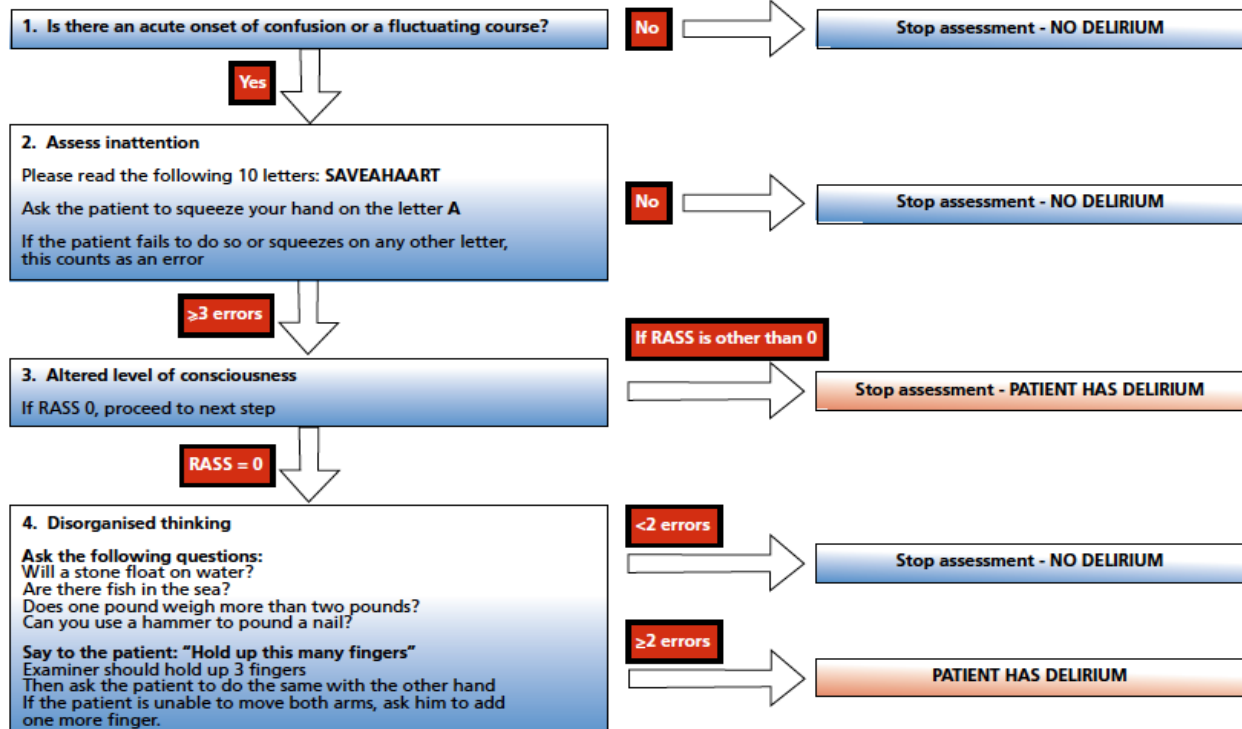 1. Is there an acute onset of confusion or a fluctuating course?
No
Stop assessment - NO DELIRIUM
Yes
2. Assess inattention
Please read the following 10 letters: SAVEAHAART
Ask the patient to squeeze your hand on the letter A
If the patient fails to do so or squeezes on any other letter,
this counts as an error
No
Stop assessment - NO DELIRIUM
≥3 errors
If RASS is other than 0
3. Altered level of consciousness
If RASS 0, proceed to next step
Stop assessment - PATIENT HAS DELIRIUM
RASS = 0
4. Disorganised thinking
Ask the following questions:
Will a stone float on water?
Are there fish in the sea?
Does one pound weigh more than two pounds?
Can you use a hammer to pound a nail?
Say to the patient: “Hold up this many fingers”
Examiner should hold up 3 fingers
Then ask the patient to do the same with the other hand
If the patient is unable to move both arms, ask him to add
one more finger.
<2 errors
Stop assessment - NO DELIRIUM
≥2 errors
PATIENT HAS DELIRIUM